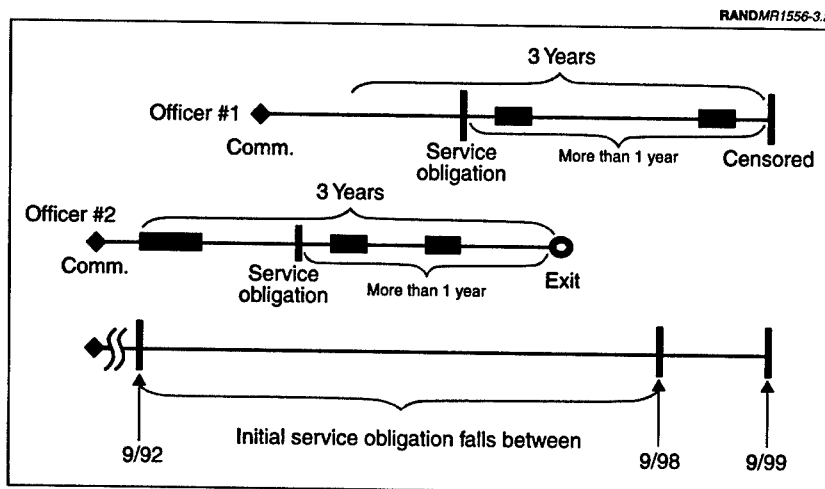 RANDMR1556-3.
3 Years
Officer #1
Comm.
Service
obligation
More than 1 year
Censored
3 Years
Officer #2
Comm.
Service
obligation
More than 1 year
Exit
Initial service obligation falls between
9/92
9/98
9/99